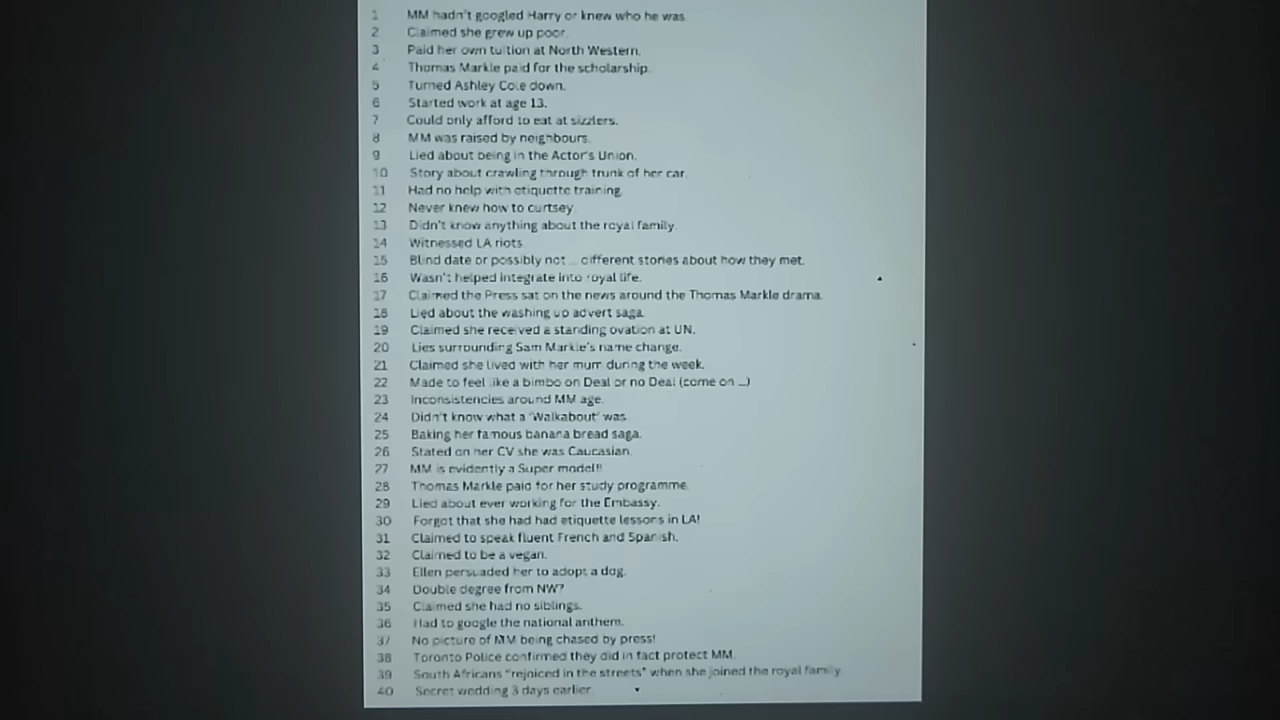 1 MM hadn't googled Harry or knew who he was.
2 Claimed she grew up poor.
3 Paid her own tuition at North Western.
4 Thomas Markle paid for the scholarship.
5 Turned Ashley Cole down.
6 Started work at age 13.
7 Could only afford to eat at sizzlers.
8 MM was raised by neighbours.
9 Lied about being in the Actor's Union.
10 Story about crawling through trunk of her car.
11 Had no help with etiquette training.
12 Never knew how to curtsey.
13 Didn't know anything about the royal family.
14 Witnessed LA riots.
15 Blind date or possibly not ... different stories about how they met.
16 Wasn't helped integrate into royal life.
17 Claimed the Press sat on the news around the Thomas Markle drama.
18 Lied about the washing up advert saga.
19 Claimed she received a standing ovation at UN.
20 Lies surrounding Sam Markle's name change.
21 Claimed she lived with her mum during the week.
22 Made to feel like a bimbo on Deal or no Deal (come on ...)
23 Inconsistencies around MM age.
24 Didn't know what a 'Walkabout' was.
25 Baking her famous banana bread saga.
26 Stated on her CV she was Caucasian.
27 MM is evidently a Super model!!
28 Thomas Markle paid for her study programme.
29 Lied about ever working for the Embassy.
30 Forgot that she had had etiquette lessons in LA!
31 Claimed to speak fluent French and Spanish.
32 Claimed to be a vegan.
33 Ellen persuaded her to adopt a dog.
34 Double degree from NW?
35 Claimed she had no siblings.
36 Had to google the national anthem.
37 No picture of MM being chased by press!
38 Toronto Police confirmed they did in fact protect MM.
39 South Africans "rejoiced in the streets" when she joined the royal family.
40 Secret wedding 3 days earlier.